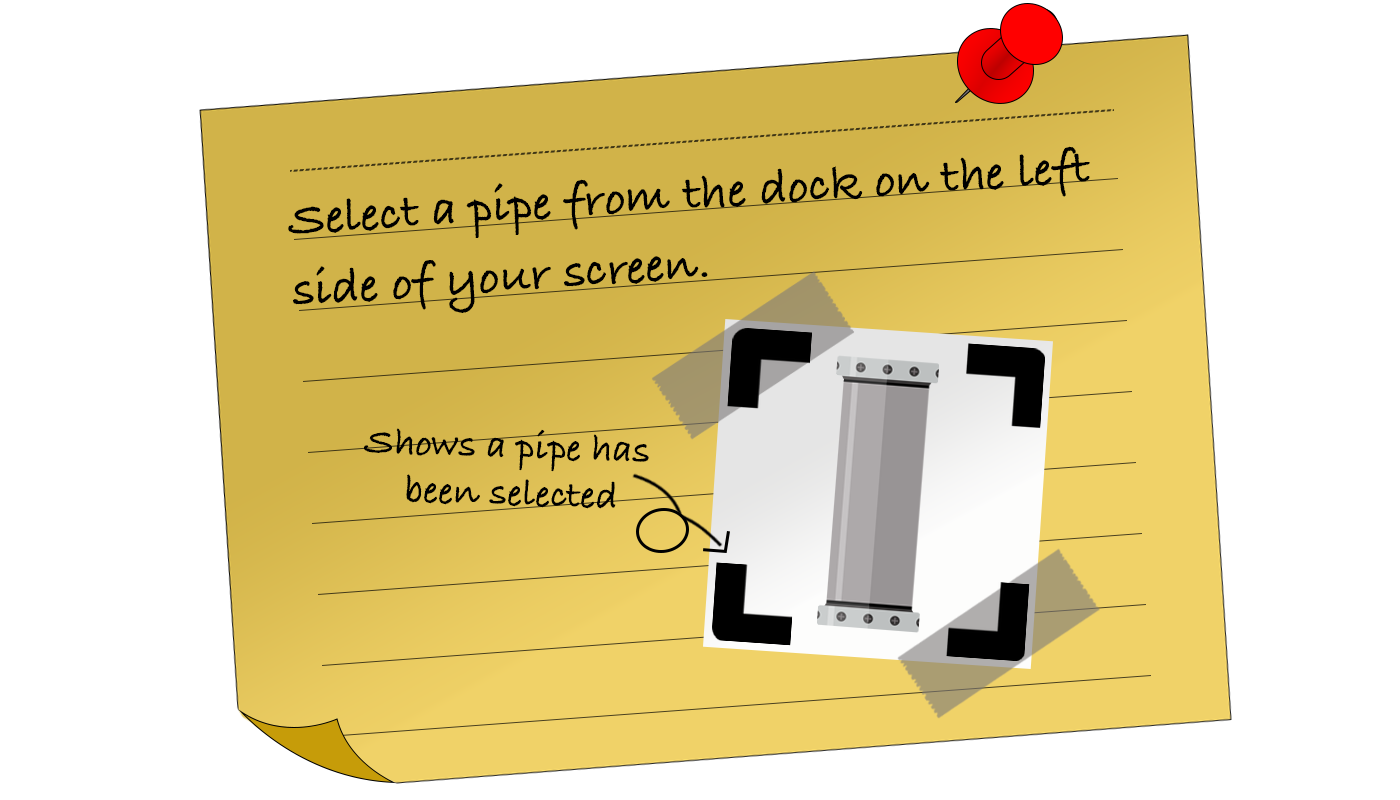 Select a pipe from the dock on the left
side of your screen.
Shows a pipe has
been selected